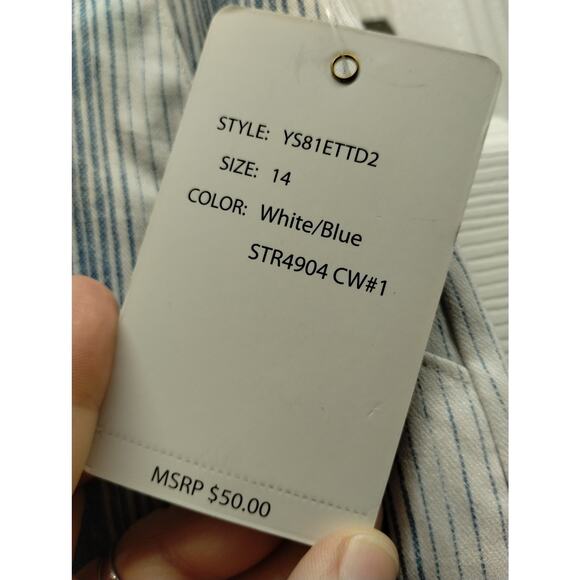 STYLE: YS81ETTD2
SIZE: 14
COLOR: White/Blue
STR4904 CW#1
MSRP $50.00